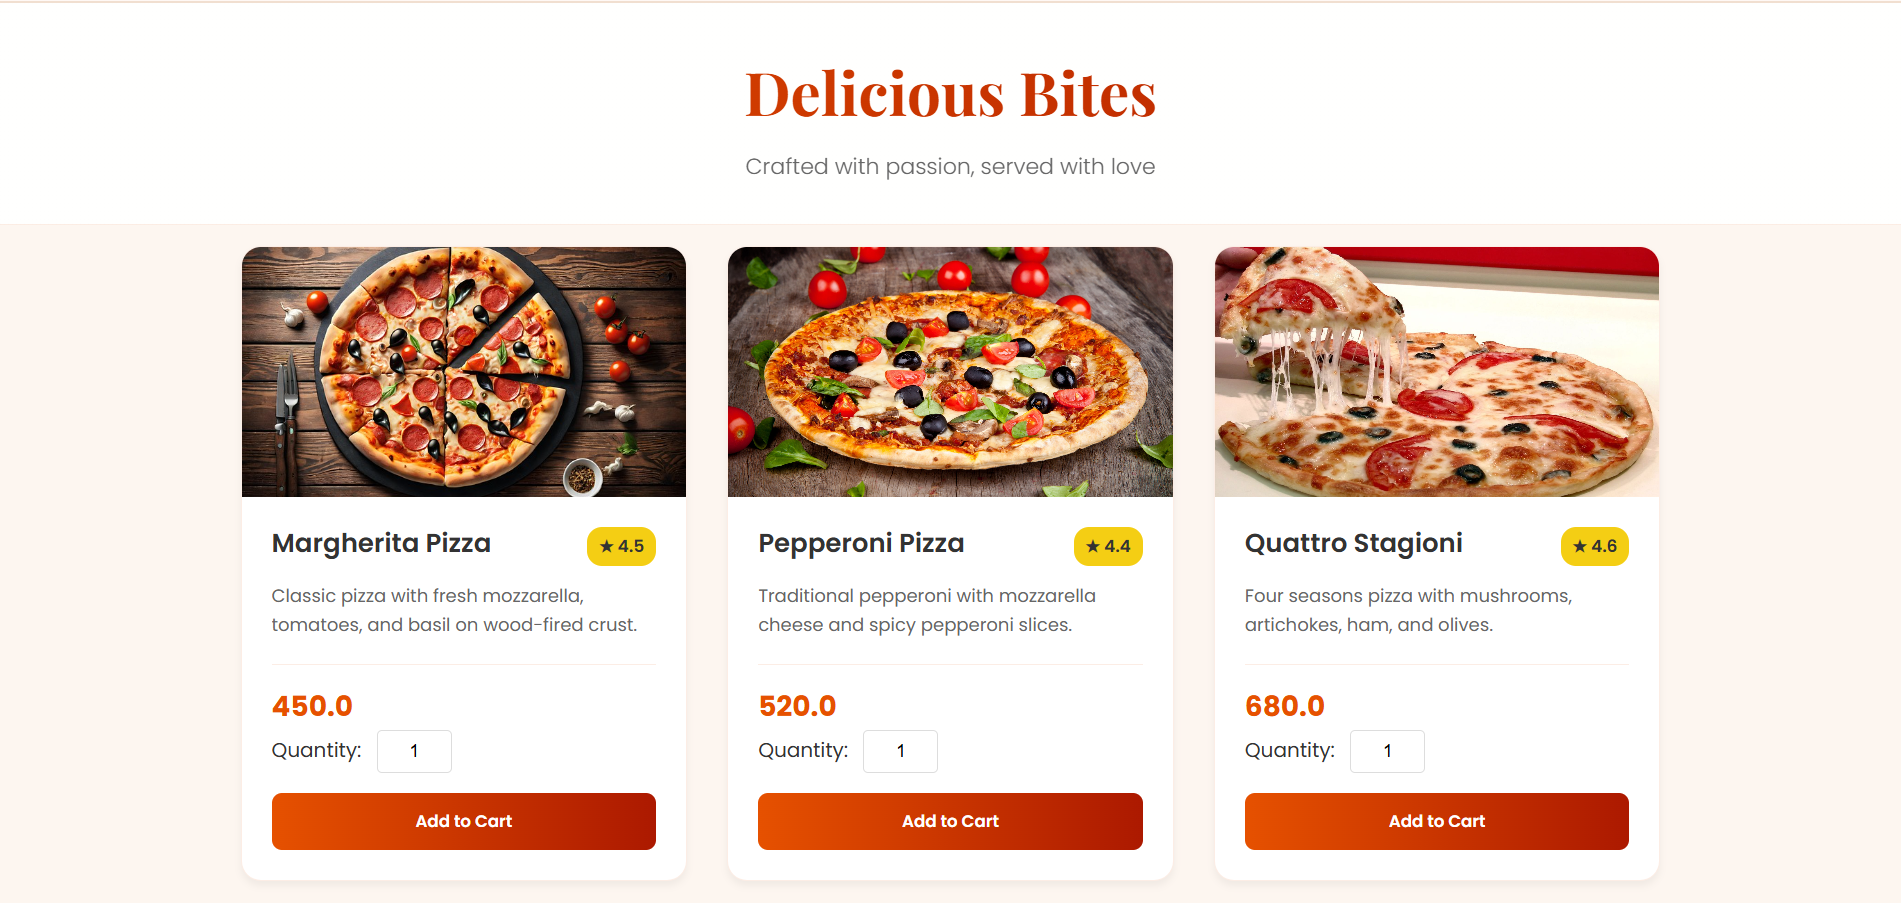 Delicious Bites
Crafted with passion, served with love
Margherita Pizza
★ 4.5
Classic pizza with fresh mozzarella,
tomatoes, and basil on wood-fired crust.
450.0
Quantity: 1
Add to Cart
Pepperoni Pizza
★ 4.4
Traditional pepperoni with mozzarella
cheese and spicy pepperoni slices.
520.0
Quantity: 1
Add to Cart
Quattro Stagioni
★ 4.6
Four seasons pizza with mushrooms,
artichokes, ham, and olives.
680.0
Quantity: 1
Add to Cart